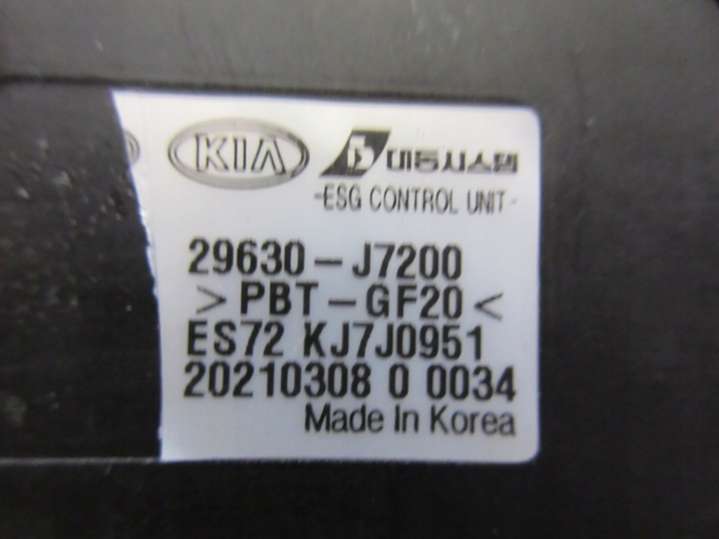 KIA 대동시스템
-ESG CONTROL UNIT-
29630-J7200
>PBT-GF20<
ES72 KJ7J0951
20210308 0 0034
Made In Korea